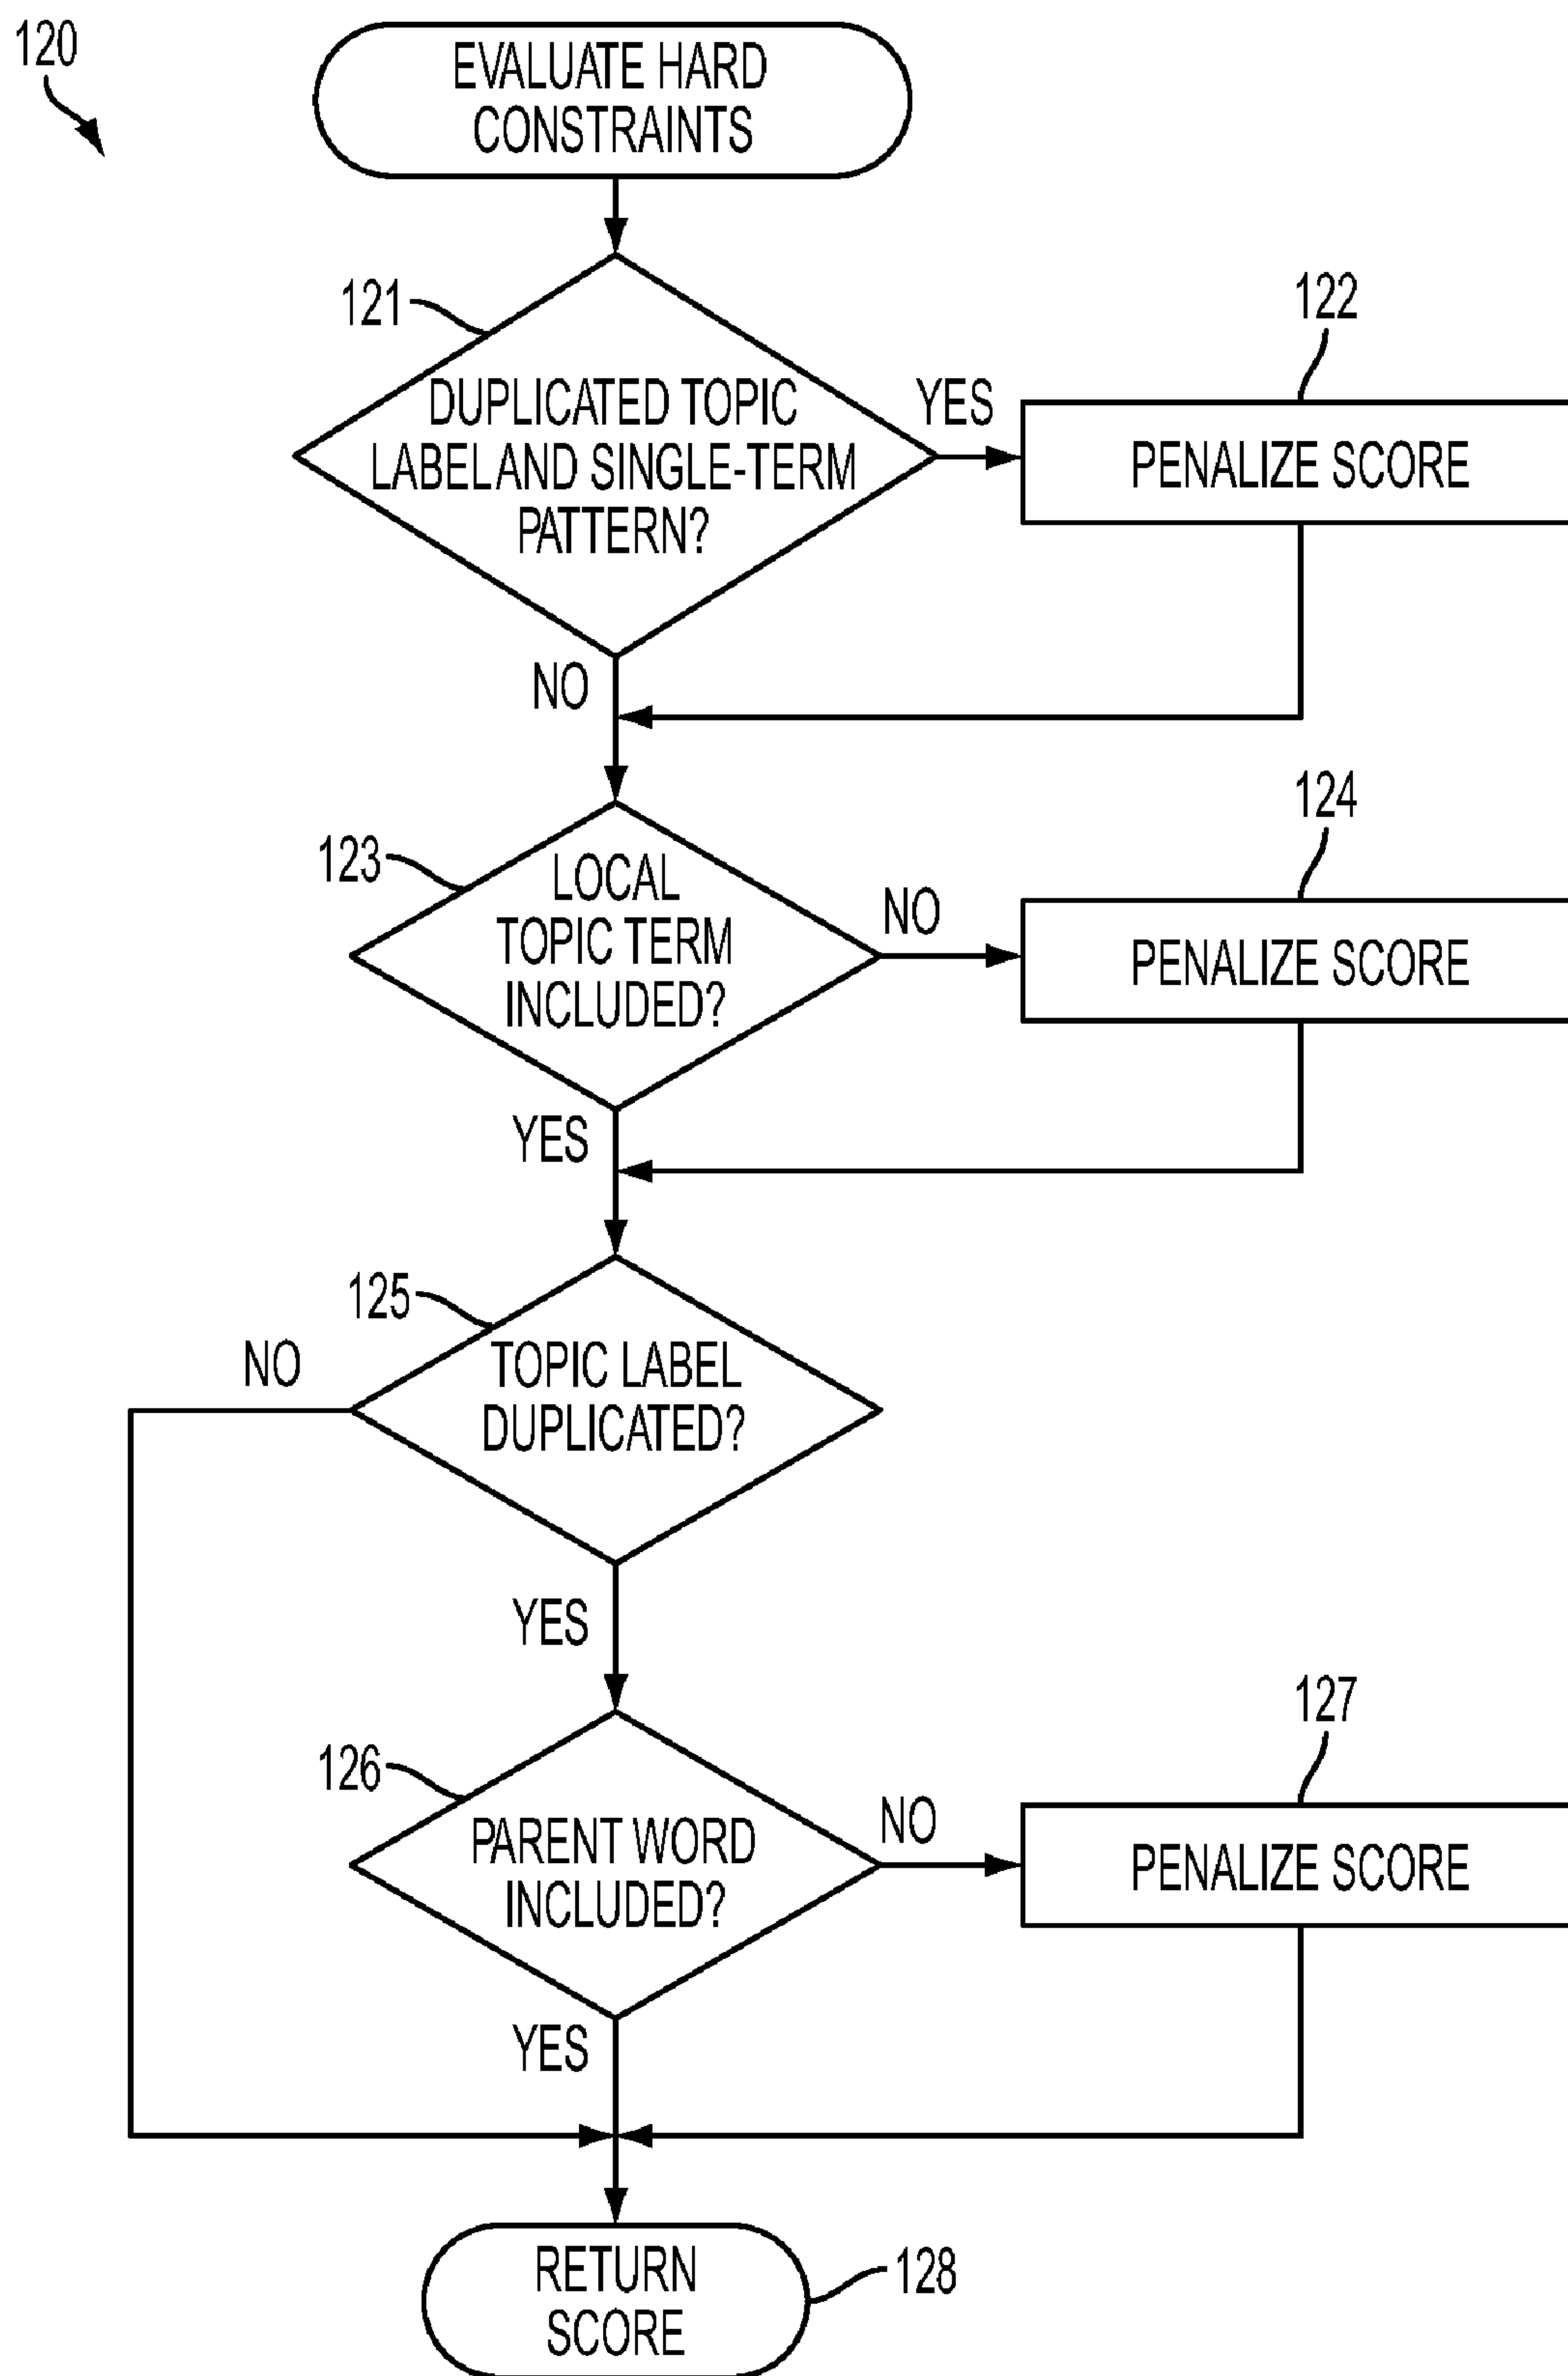 120
EVALUATE HARD
CONSTRAINTS
121
DUPLICATED TOPIC
LABEL AND SINGLE-TERM
PATTERN?
YES
122
PENALIZE SCORE
NO
123
LOCAL
TOPIC TERM
INCLUDED?
NO
124
PENALIZE SCORE
YES
125
NO
TOPIC LABEL
DUPLICATED?
YES
126
PARENT WORD
INCLUDED?
NO
127
PENALIZE SCORE
YES
RETURN
SCORE
128